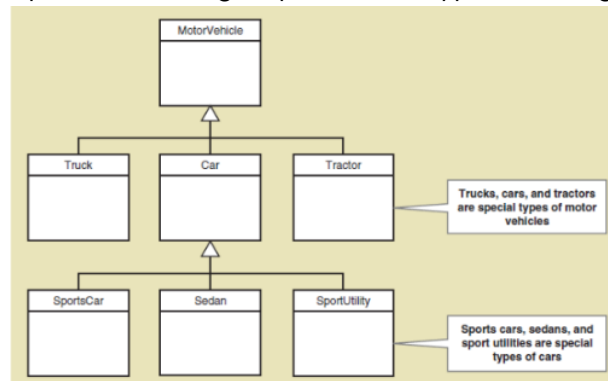 MotorVehicle
Truck
Car
Tractor
Trucks, cars, and tractors
are special types of motor
vehicles
SportsCar
Sedan
SportUtility
Sports cars, sedans, and
sport utilities are special
types of cars